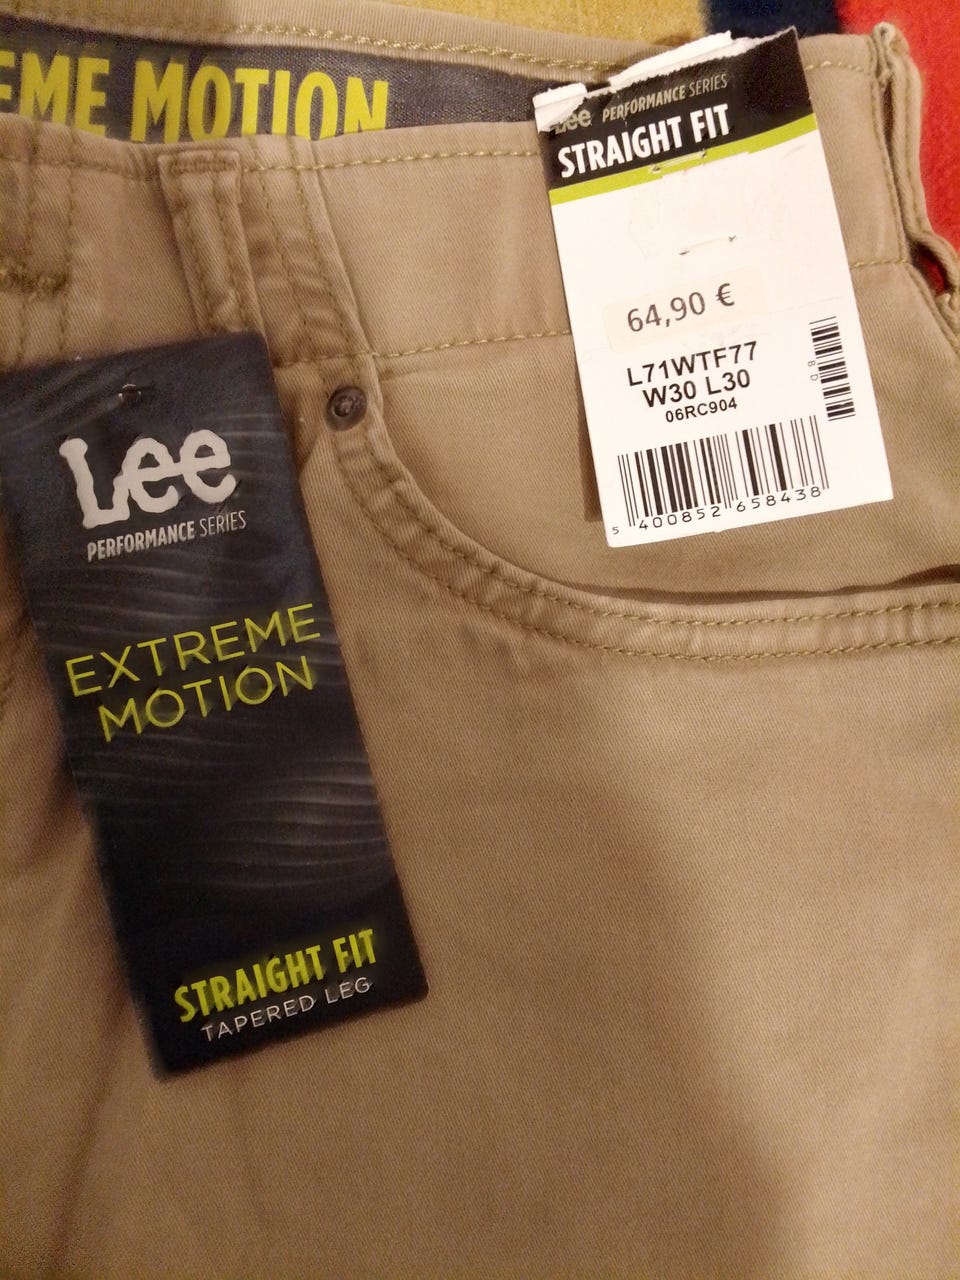 EME MOTION
Lee PERFORMANCE SERIES
STRAIGHT FIT
64,90 €
L71WTF77
W30 L30
06RC904
5 400852 658438
Lee
PERFORMANCE SERIES
EXTREME
MOTION
STRAIGHT FIT
TAPERED LEG